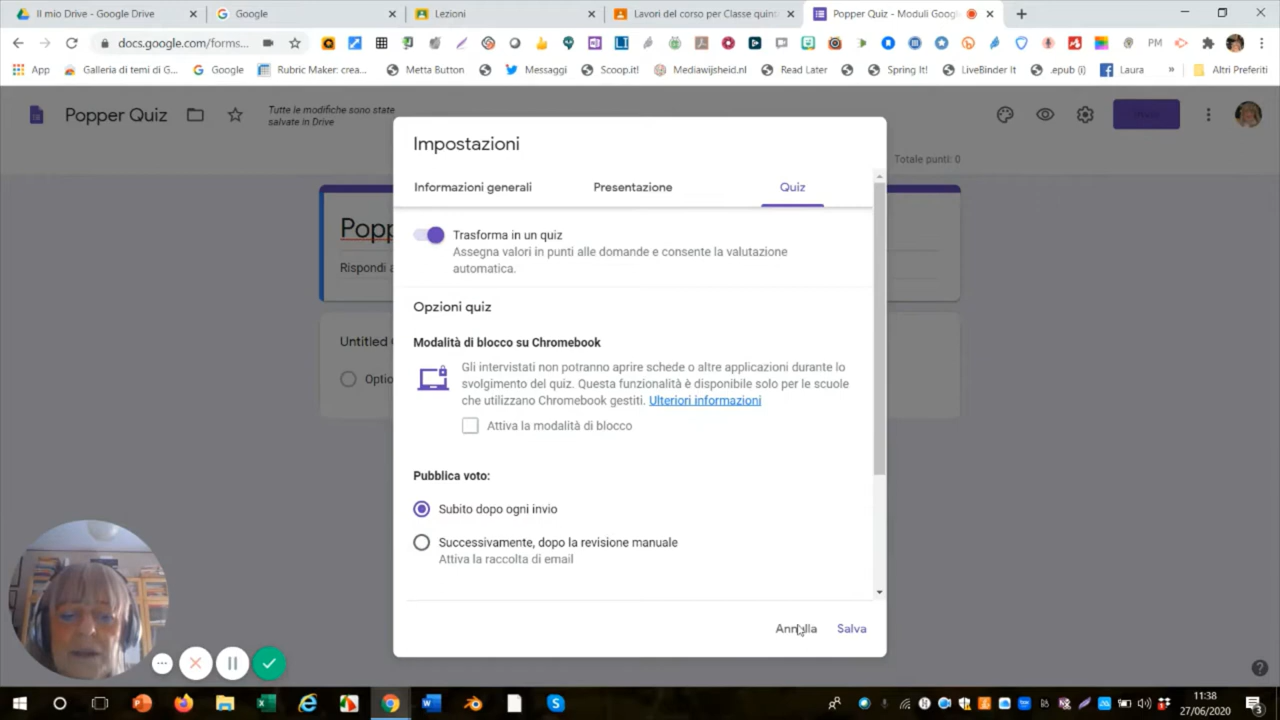 Il mio Drive - Google Drive
Google
Lezioni
Lavori del corso per Classe quint
Popper Quiz - Moduli Goog
docs.google.com/forms...
PM
App
Galleria di temi di G...
Google
Rubric Maker: crea...
Metta Button
Messaggi
Scoop.it!
Mediawijsheid.nl
Read Later
Spring It!
LiveBinder It
.epub (i)
Laura
»
Altri Preferiti
Popper Quiz
Tutte le modifiche sono state
salvate in Drive
Totale punti: 0
Impostazioni
Informazioni generali
Presentazione
Quiz
Popp
Rispondi a
Trasforma in un quiz
Assegna valori in punti alle domande e consente la valutazione
automatica.
Opzioni quiz
Untitled
Optio
Modalità di blocco su Chromebook
Gli intervistati non potranno aprire schede o altre applicazioni durante lo
svolgimento del quiz. Questa funzionalità è disponibile solo per le scuole
che utilizzano Chromebook gestiti. Ulteriori informazioni
Attiva la modalità di blocco
Pubblica voto:
Subito dopo ogni invio
Successivamente, dopo la revisione manuale
Attiva la raccolta di email
Annulla
Salva
11:38
27/06/2020
3